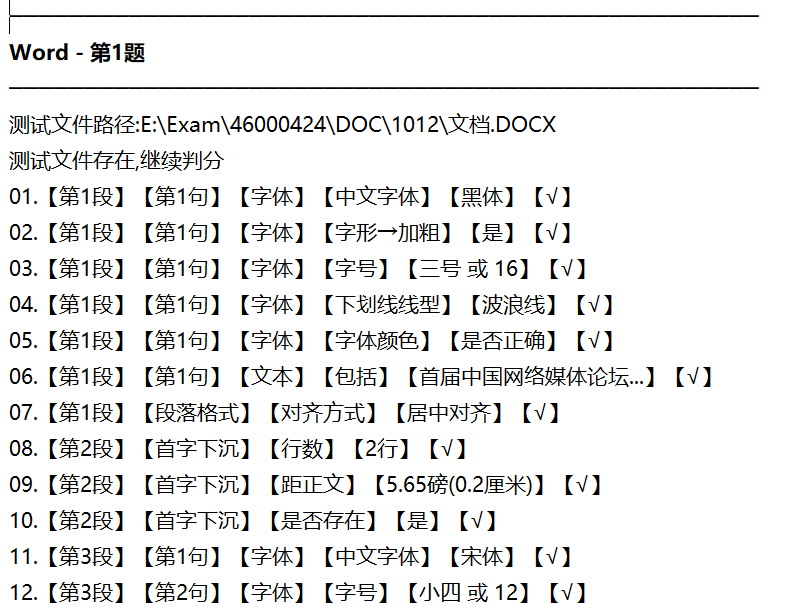 Word - 第1题
测试文件路径:E:\Exam\46000424\DOC\1012\文档.DOCX
测试文件存在,继续判分
01.【第1段】【第1句】【字体】【中文字体】【黑体】【√】
02.【第1段】【第1句】【字体】【字形→加粗】【是】【√】
03.【第1段】【第1句】【字体】【字号】【三号 或 16】【√】
04.【第1段】【第1句】【字体】【下划线线型】【波浪线】【√】
05.【第1段】【第1句】【字体】【字体颜色】【是否正确】【√】
06.【第1段】【第1句】【文本】【包括】【首届中国网络媒体论坛...】【√】
07.【第1段】【段落格式】【对齐方式】【居中对齐】【√】
08.【第2段】【首字下沉】【行数】【2行】【√】
09.【第2段】【首字下沉】【距正文】【5.65磅(0.2厘米)】【√】
10.【第2段】【首字下沉】【是否存在】【是】【√】
11.【第3段】【第1句】【字体】【中文字体】【宋体】【√】
12.【第3段】【第2句】【字体】【字号】【小四 或 12】【√】